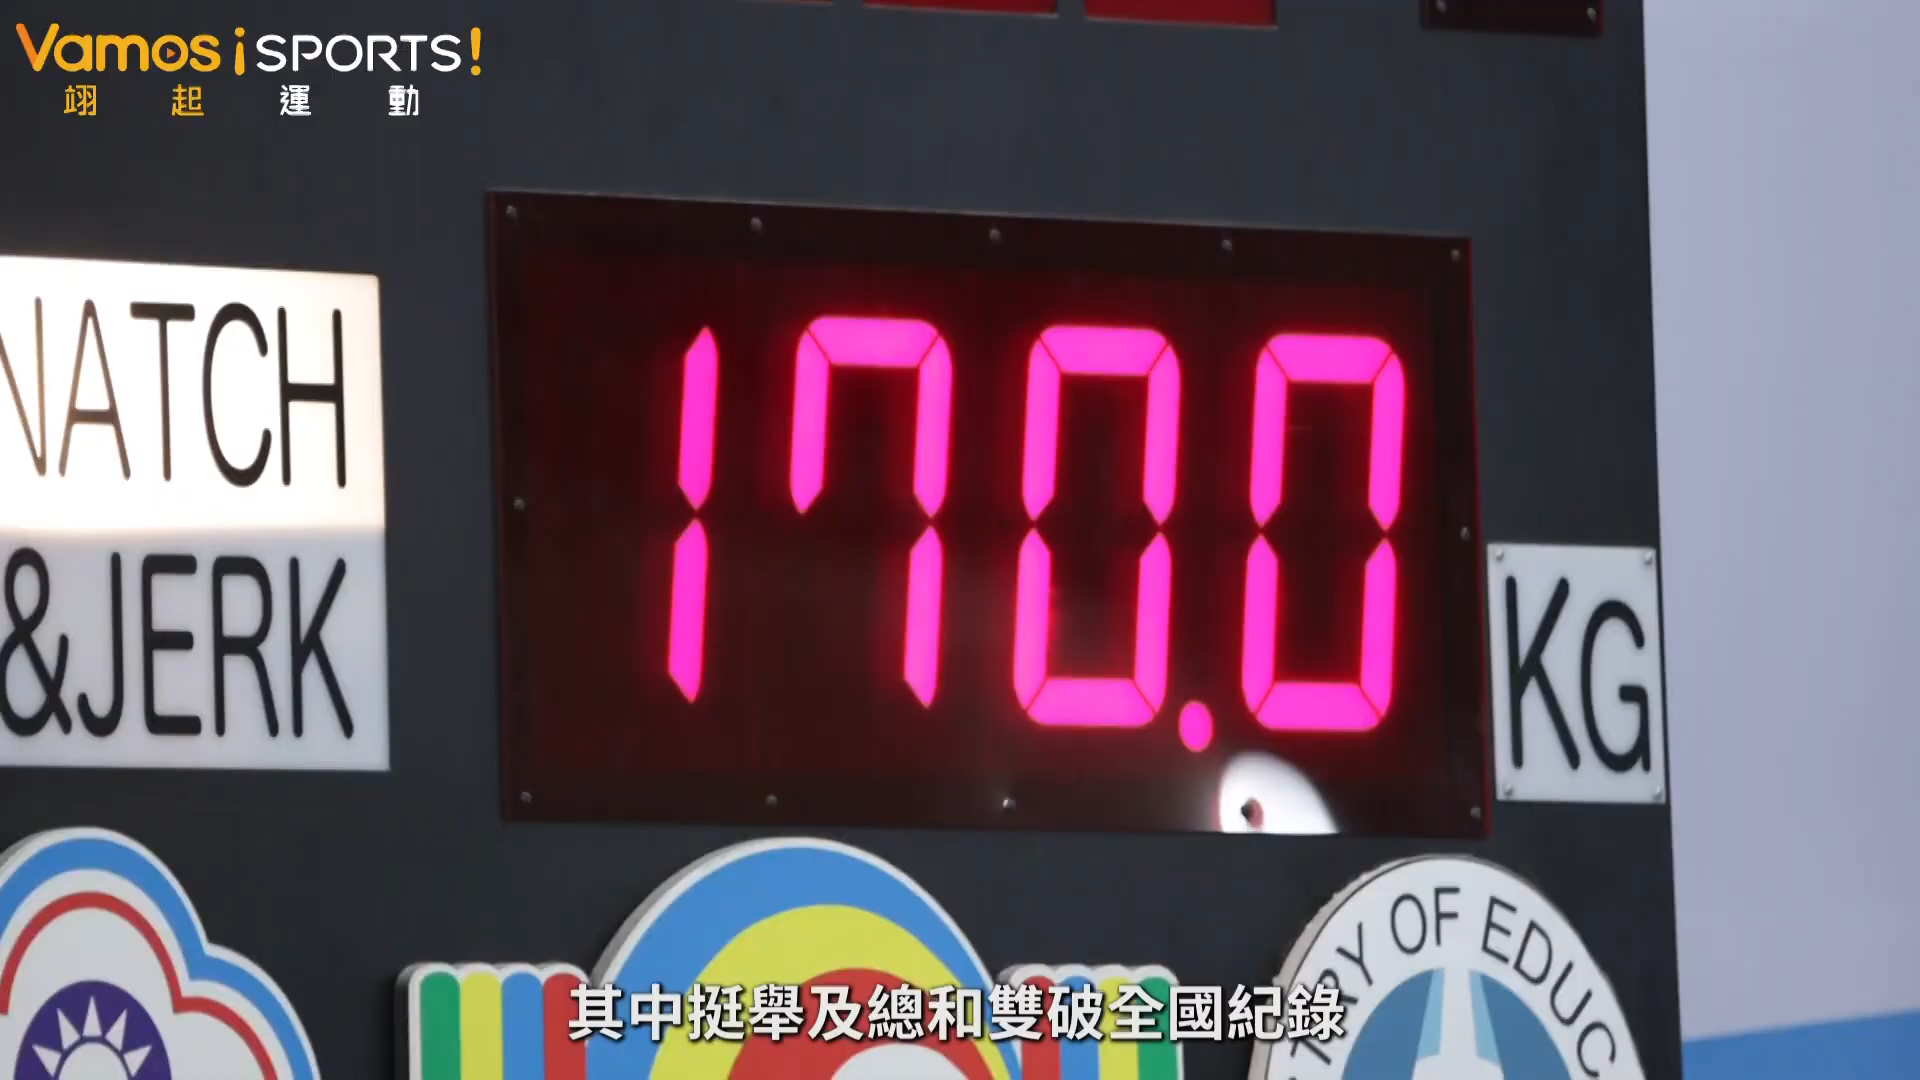 Vamos ¡SPORTS!
翊起運動
NATCH
170.0
&JERK
KG
TRY OF EDUC
其中挺舉及總和雙破全國紀錄